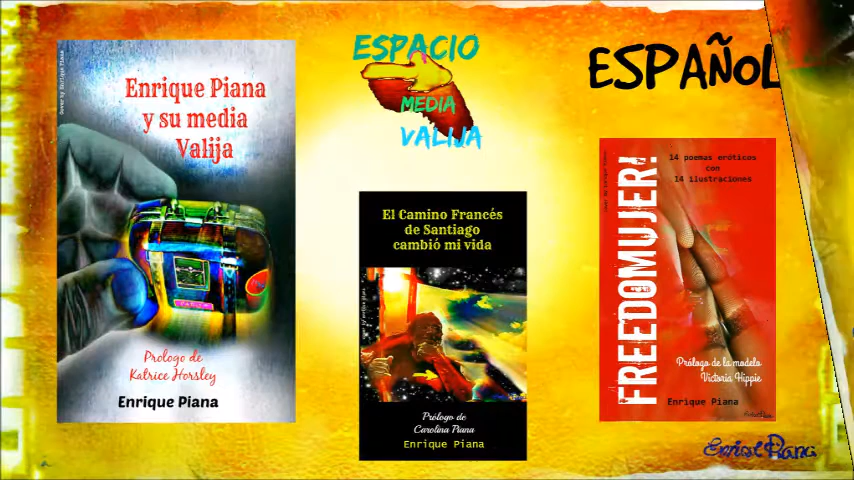 Enrique Piana
y su media
Valija
Prologo de
Katrice Horsley
Enrique Piana
ESPACIO
MEDIA
VALIJA
El Camino Francés
de Santiago
cambió mi vida
Prólogo de
Carolina Piana
Enrique Piana
ESPAÑOL
FREEDOMUJER!
14 poemas eróticos
con
14 ilustraciones
Prólogo de la modelo
Victoria Hippie
Enrique Piana